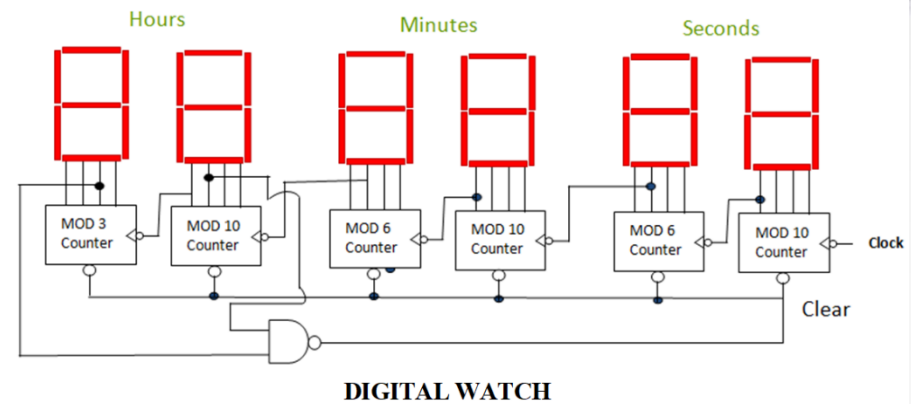 Hours
Minutes
Seconds
MOD 3
Counter
MOD 10
Counter
MOD 6
Counter
MOD 10
Counter
MOD 6
Counter
MOD 10
Counter
Clock
Clear
DIGITAL WATCH